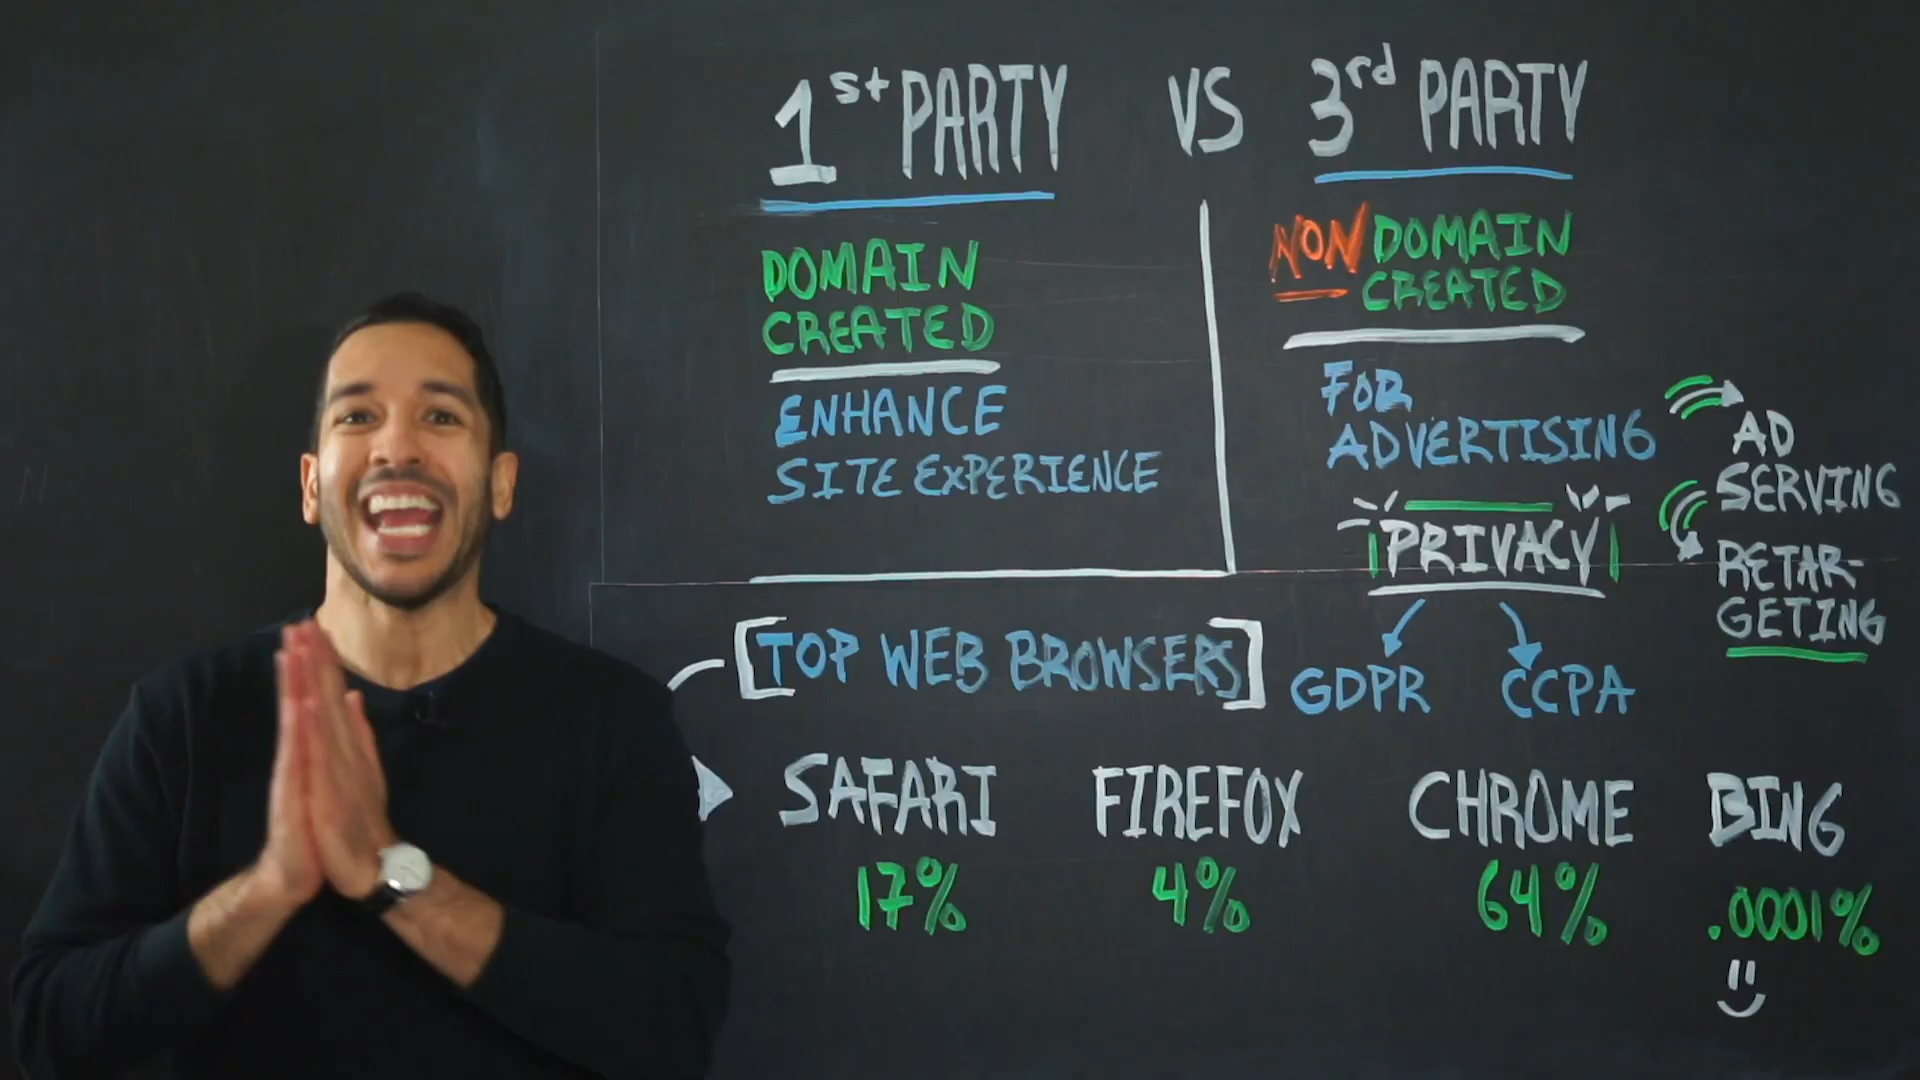 1st PARTY VS 3rd PARTY
DOMAIN
CREATED
ENHANCE
SITE EXPERIENCE
NON DOMAIN
CREATED
FOR
ADVERTISING
AD
SERVING
RETAR-
GETING
PRIVACY
GDPR CCPA
[TOP WEB BROWSERS]
SAFARI FIREFOX CHROME BING
17% 4% 64% .0001%